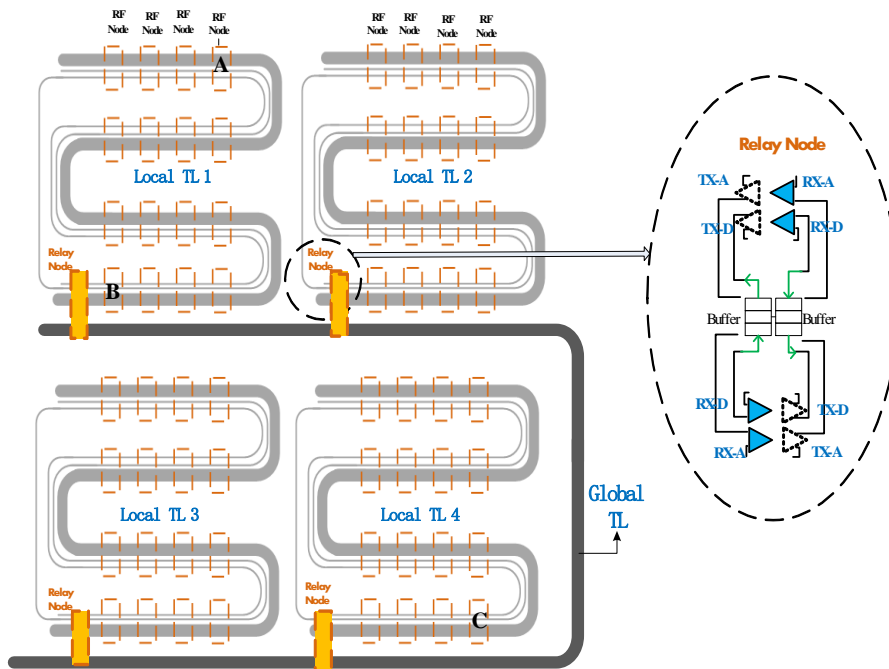 RF Node RF Node RF Node RF Node
RF Node RF Node RF Node RF Node
A
Local TL 1
Local TL 2
Relay Node
B
Relay Node
Relay Node
TX-A
RX-A
TX-D
RX-D
Buffer
Buffer
RX-D
TX-D
RX-A
TX-A
Local TL 3
Local TL 4
Global
TL
Relay
Node
Relay
Node
C